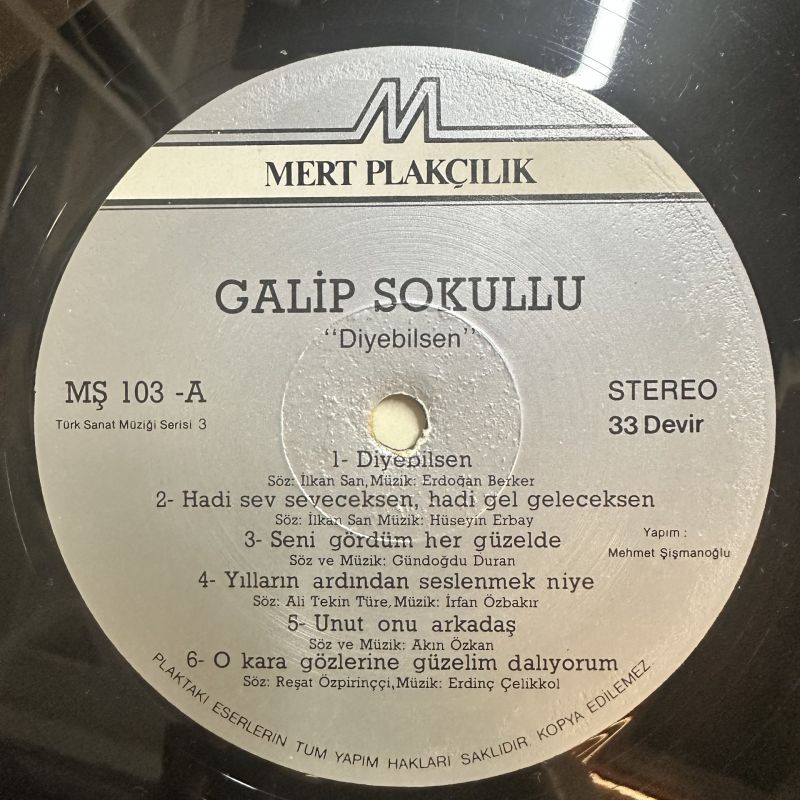 M
MERT PLAKÇILIK
GALİP SOKULLU
"Diyebilsen"
MŞ 103 -A
Türk Sanat Müziği Serisi 3
STEREO
33 Devir
1- Diyebilsen
Söz: İlkan San, Müzik: Erdoğan Berker
2- Hadi sev seveceksen, hadi gel geleceksen
Söz: İlkan San Müzik: Hüseyin Erbay
3- Seni gördüm her güzelde
Söz ve Müzik: Gündoğdu Duran
4- Yılların ardından seslenmek niye
Söz: Ali Tekin Türe, Müzik: İrfan Özbakır
5- Unut onu arkadaş
Söz ve Müzik: Akın Özkan
6- O kara gözlerine güzelim dalıyorum
Söz: Reşat Özpirinççi, Müzik: Erdinç Çelikkol
Yapım :
Mehmet Şişmanoğlu
PLAKTAKI ESERLERIN TÜM YAPIM HAKLARI SAKLIDIR. KOPYA EDILEMEZ.